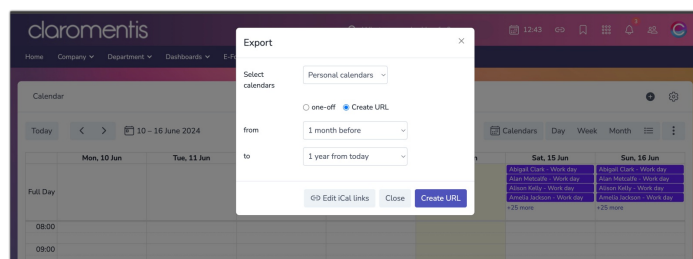 claromentis
12:43
Home Company Department Dashboards
Export
Select calendars
Personal calendars
one-off Create URL
from
1 month before
to
1 year from today
Edit iCal links Close Create URL
Calendar
Today 10 – 16 June 2024 Calendars Day Week Month
Mon, 10 Jun Tue, 11 Jun Sat, 15 Jun Sun, 16 Jun
Full Day
Abigail Clark - Work day Abigail Clark - Work day
Alan Metcalfe - Work day Alan Metcalfe - Work day
Alison Kelly - Work day Alison Kelly - Work day
Amelia Jackson - Work day Amelia Jackson - Work day
+25 more +25 more
08:00
09:00